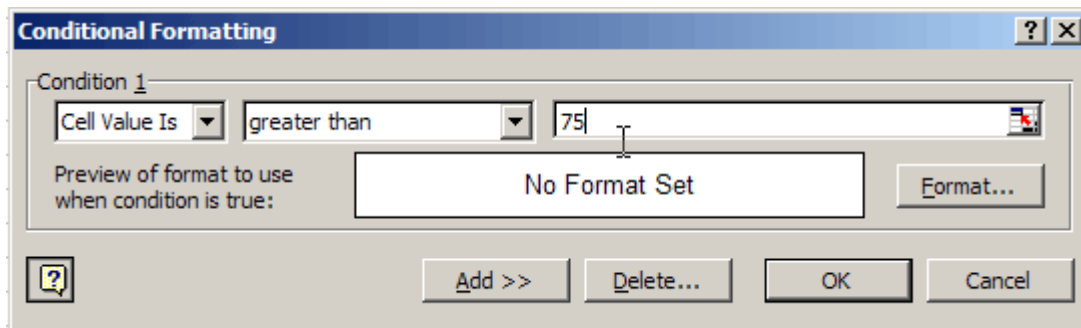 Conditional Formatting
Condition 1
Cell Value Is greater than 75
Preview of format to use
when condition is true:
No Format Set
Format...
Add >> Delete... OK Cancel